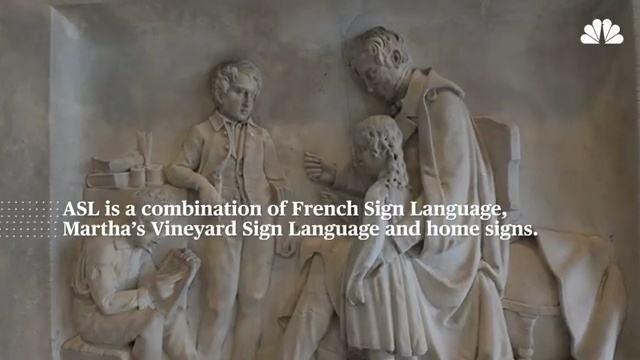 ASL is a combination of French Sign Language,
Martha's Vineyard Sign Language and home signs.